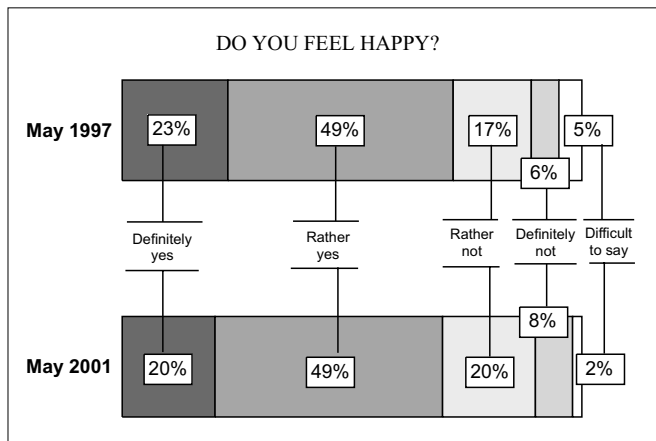 DO YOU FEEL HAPPY?
May 1997
23%
49%
17%
6%
5%
Definitely
yes
Rather
yes
Rather
not
Definitely
not
Difficult
to say
May 2001
20%
49%
20%
8%
2%